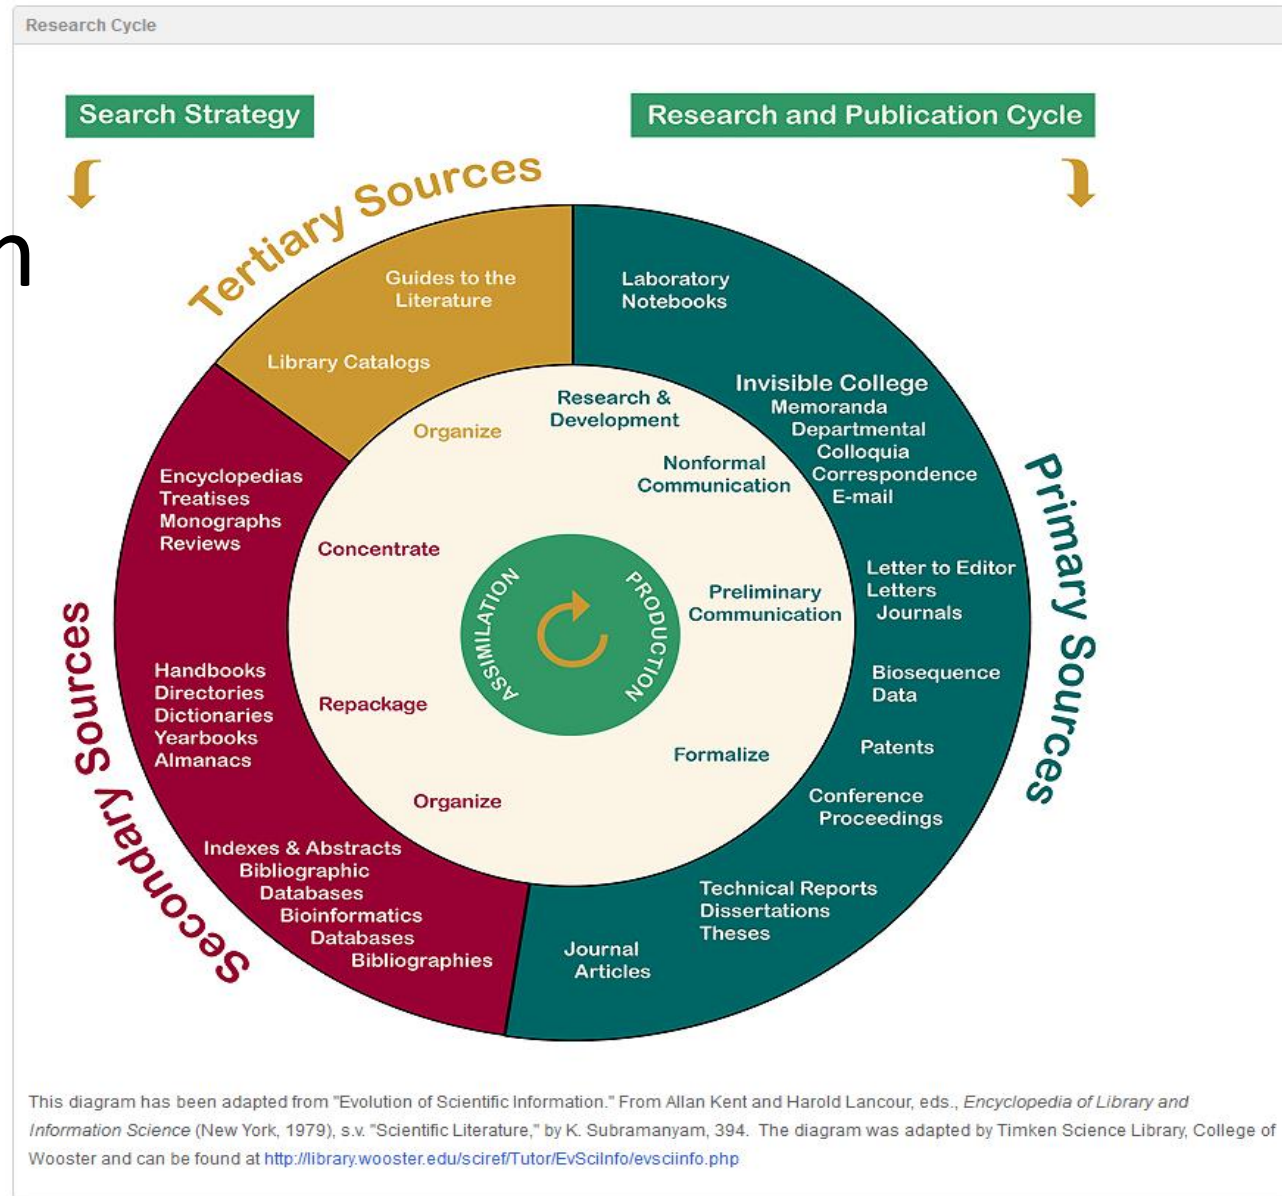 Research Cycle
Search Strategy
Research and Publication Cycle
n
Tertiary Sources
Guides to the
Literature
Library Catalogs
Organize
Laboratory
Notebooks
Research &
Development
Invisible College
Memoranda
Departmental
Colloquia
Correspondence
E-mail
Nonformal
Communication
Primary Sources
Letter to Editor
Letters
Journals
Preliminary
Communication
Biosequence
Data
Patents
Formalize
Conference
Proceedings
Technical Reports
Dissertations
Theses
Journal
Articles
PRODUCTION
ASSIMILATION
Encyclopedias
Treatises
Monographs
Reviews
Concentrate
Secondary Sources
Handbooks
Directories
Dictionaries
Yearbooks
Almanacs
Repackage
Organize
Indexes & Abstracts
Bibliographic
Databases
Bioinformatics
Databases
Bibliographies
This diagram has been adapted from "Evolution of Scientific Information." From Allan Kent and Harold Lancour, eds., Encyclopedia of Library and
Information Science (New York, 1979), s.v. "Scientific Literature," by K. Subramanyam, 394. The diagram was adapted by Timken Science Library, College of
Wooster and can be found at http://library.wooster.edu/sciref/Tutor/EvSciInfo/evsciinfo.php